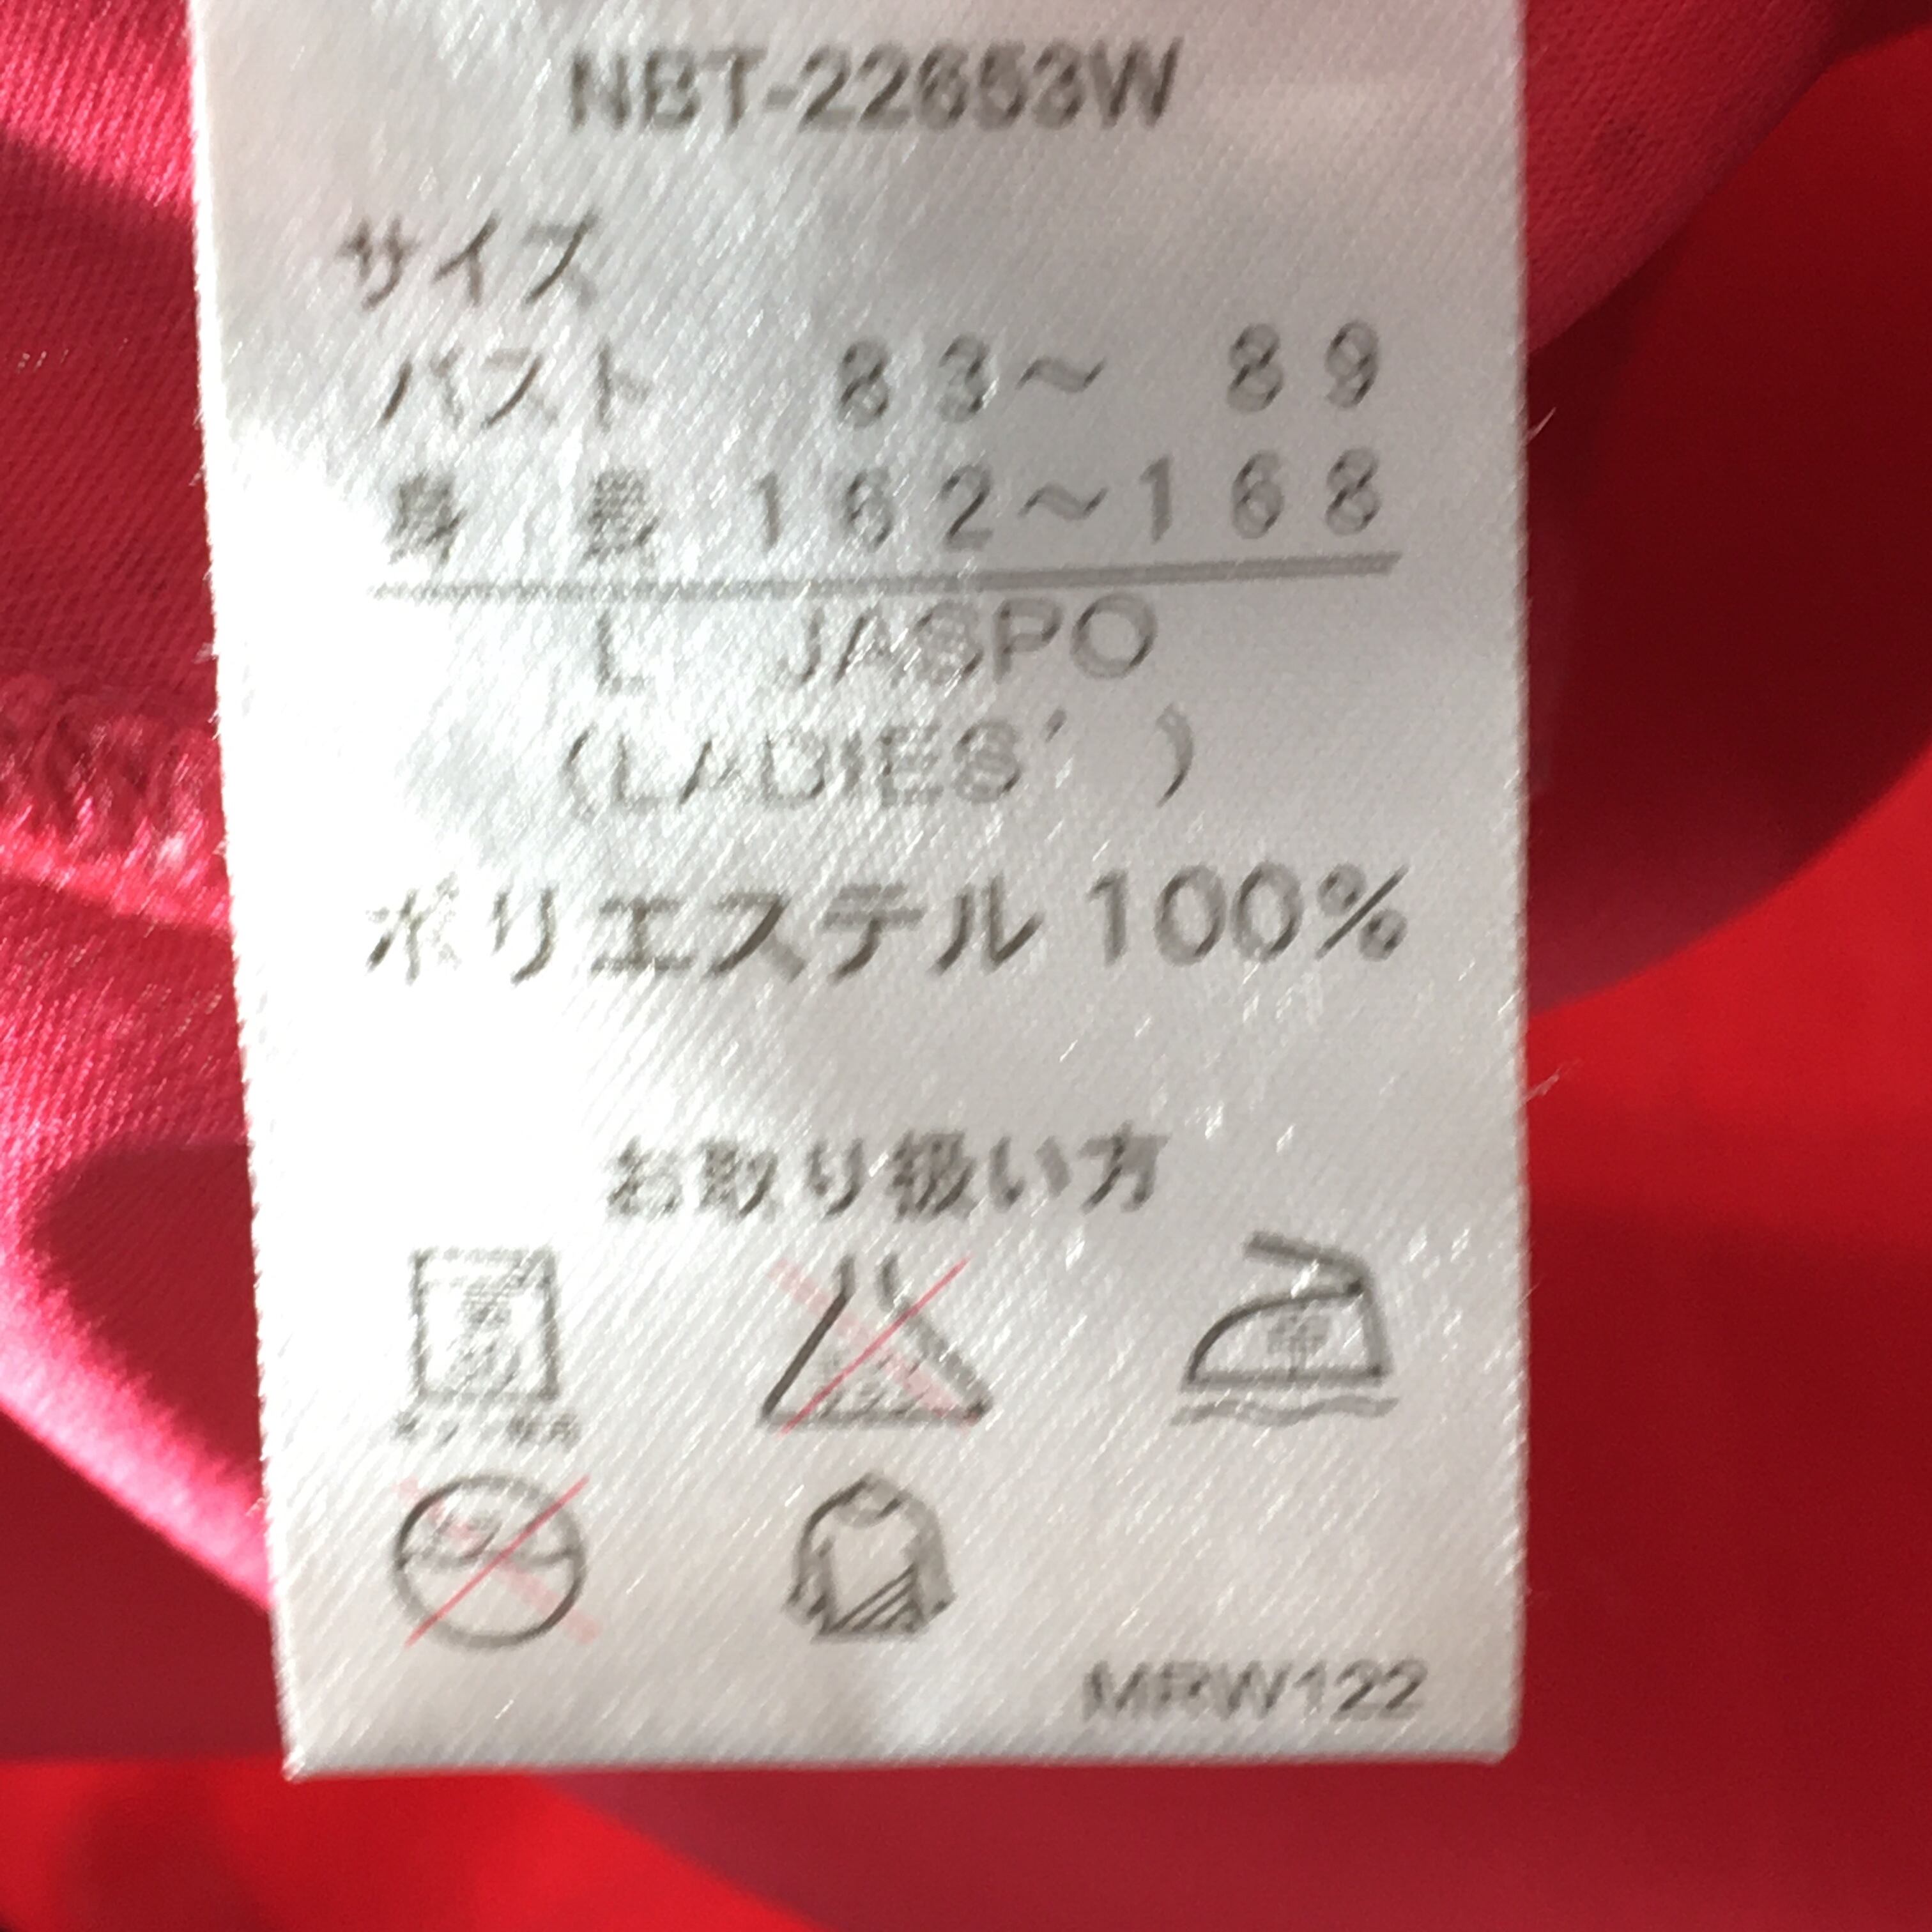 NBT-22653W
サイズ
バスト 83～ 89
身 長 162～168
L JASPO
(LADIES' )
ポリエステル 100%
お取り扱い方
中
MRW122